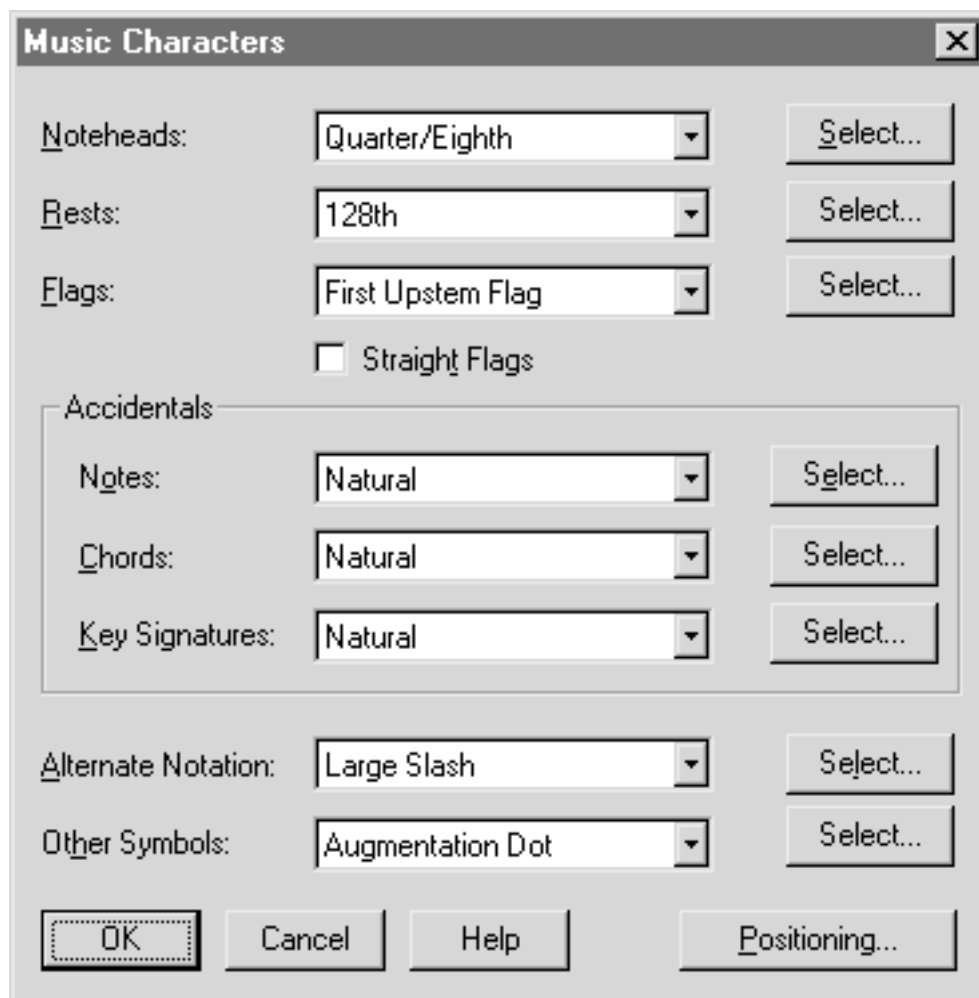 Music Characters
Noteheads: Quarter/Eighth Select...
Rests: 128th Select...
Flags: First Upstem Flag Select...
Straight Flags
Accidentals
Notes: Natural Select...
Chords: Natural Select...
Key Signatures: Natural Select...
Alternate Notation: Large Slash Select...
Other Symbols: Augmentation Dot Select...
OK Cancel Help Positioning...